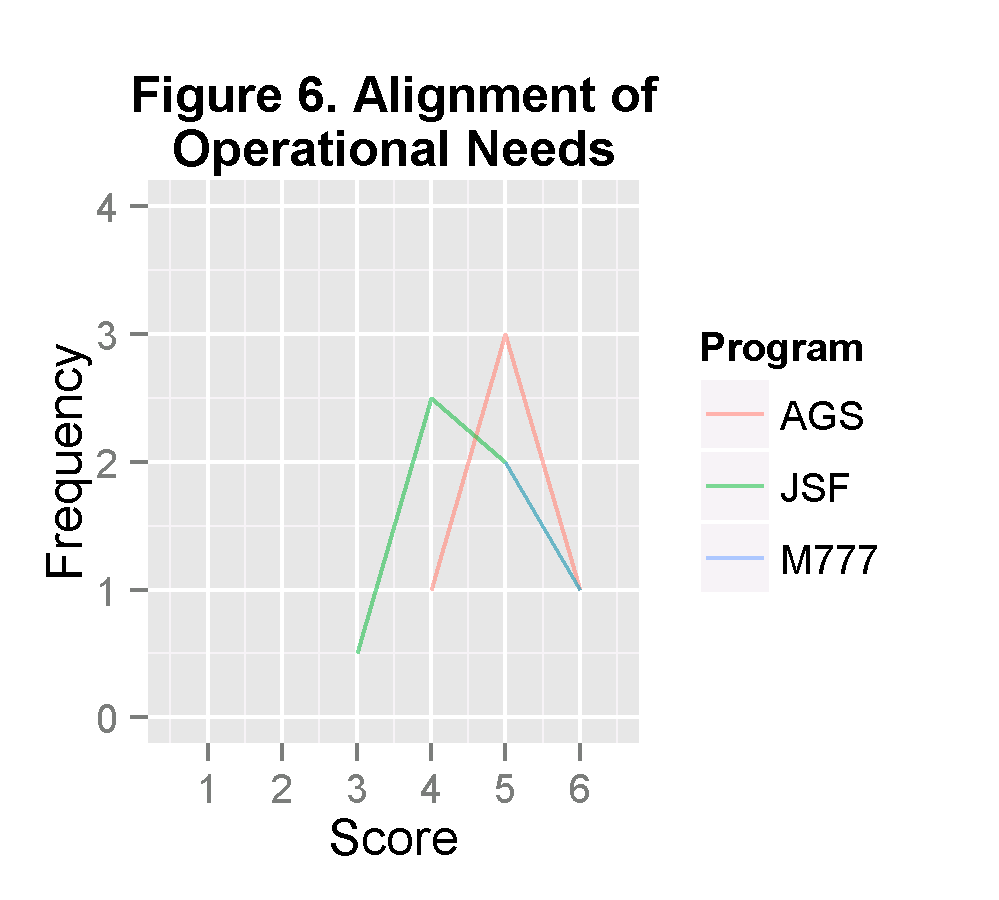 Figure 6. Alignment of
Operational Needs
4
3
2
1
0
Frequency
1 2 3 4 5 6
Score
Program
AGS
JSF
M777